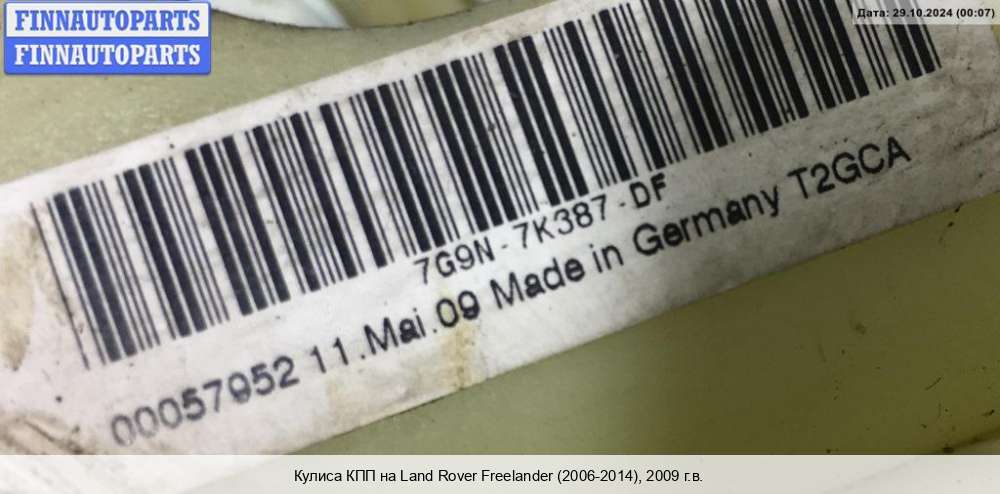 FINNAUTOPARTS
FINNAUTOPARTS
Дата: 29.10.2024 (00:07)
7G9N-7K387-DF
00057952 11.Mai.09 Made in Germany T2GCA
Кулиса КПП на Land Rover Freelander (2006-2014), 2009 г.в.